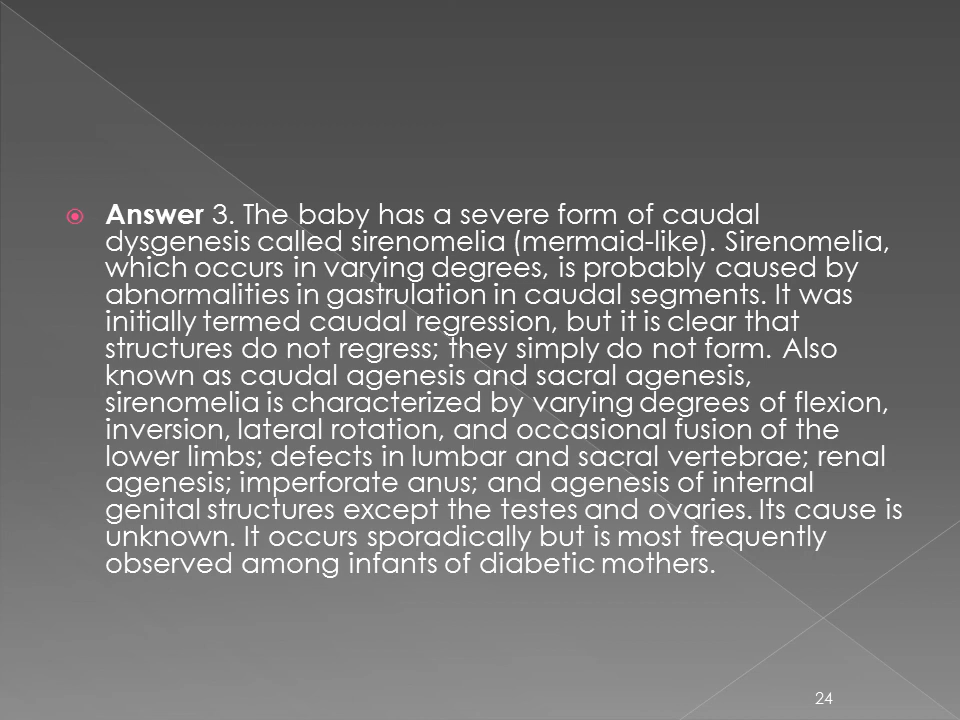 Answer 3. The baby has a severe form of caudal
dysgenesis called sirenomelia (mermaid-like). Sirenomelia,
which occurs in varying degrees, is probably caused by
abnormalities in gastrulation in caudal segments. It was
initially termed caudal regression, but it is clear that
structures do not regress; they simply do not form. Also
known as caudal agenesis and sacral agenesis,
sirenomelia is characterized by varying degrees of flexion,
inversion, lateral rotation, and occasional fusion of the
lower limbs; defects in lumbar and sacral vertebrae; renal
agenesis; imperforate anus; and agenesis of internal
genital structures except the testes and ovaries. Its cause is
unknown. It occurs sporadically but is most frequently
observed among infants of diabetic mothers.
24